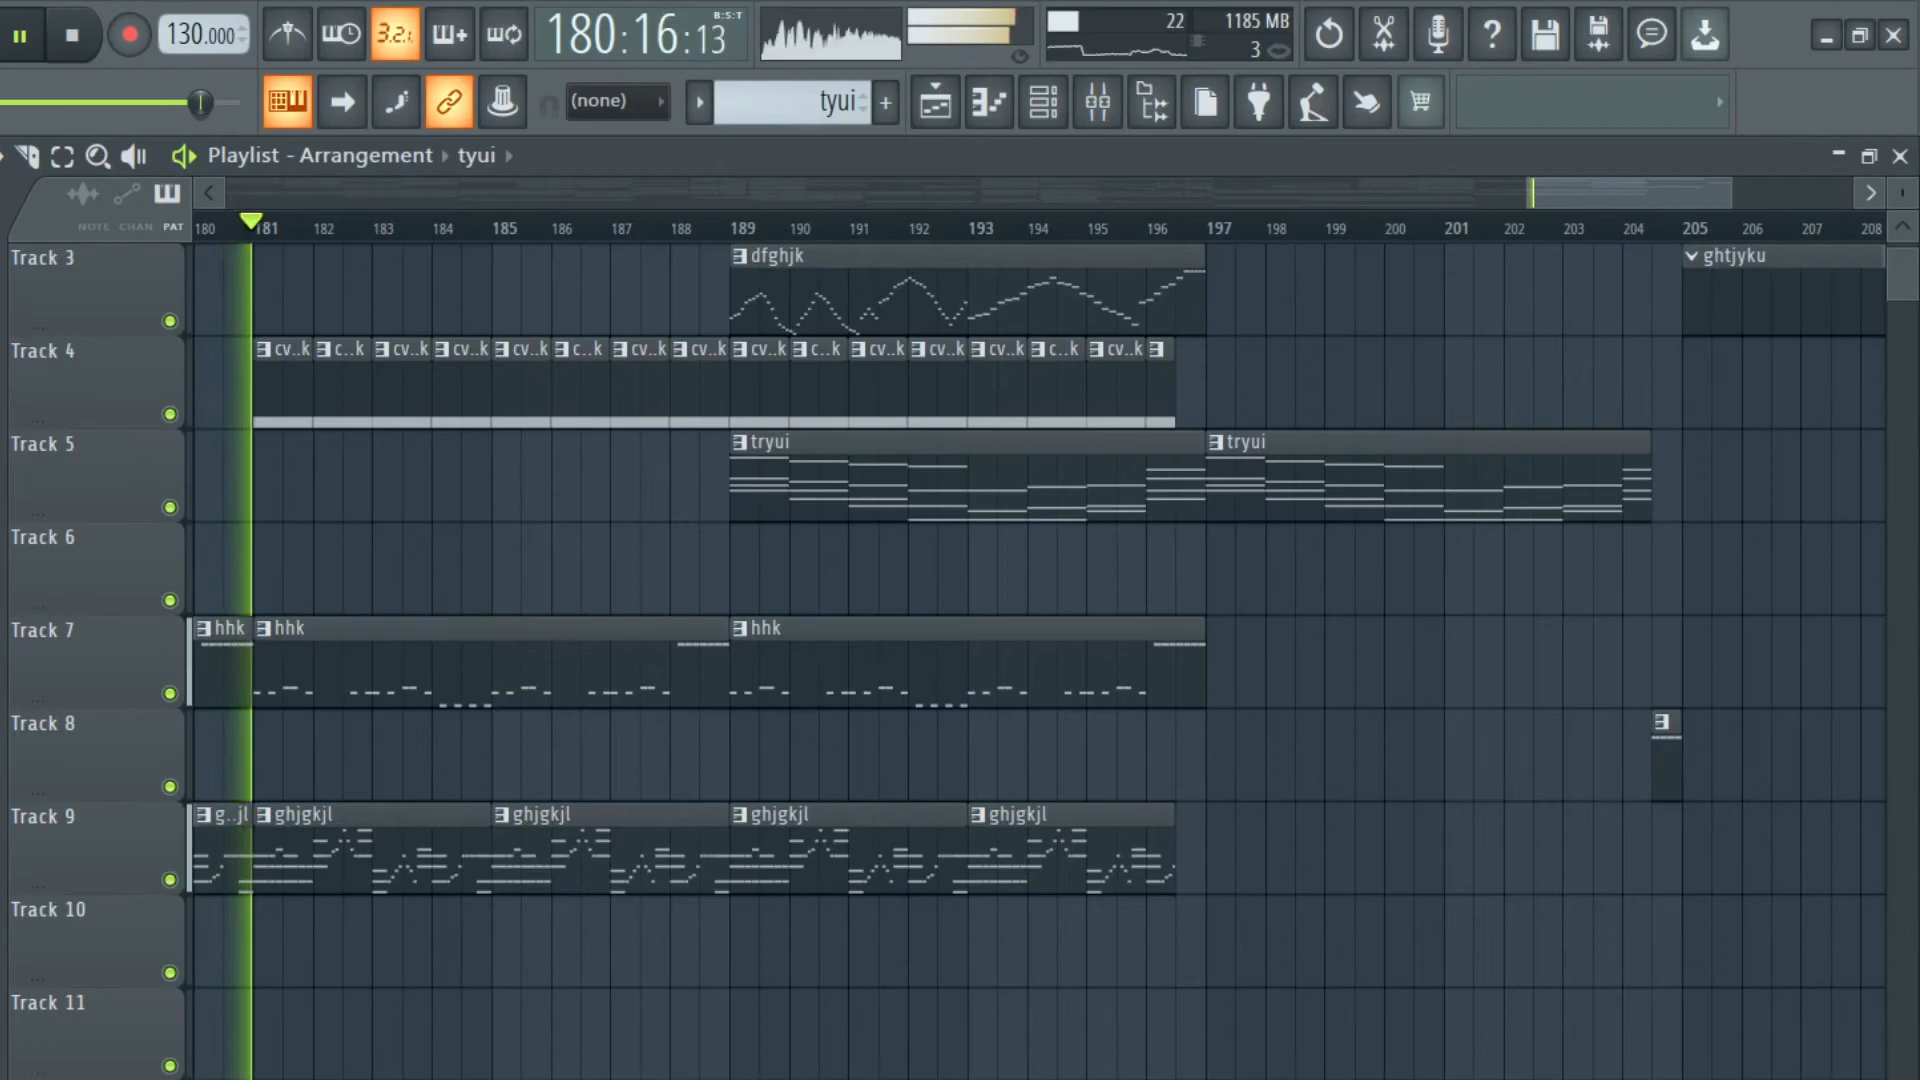 130.000 3.2.1 180:16:13 B:S:T 22 1185 MB
3
(none) tyui +
Playlist - Arrangement tyui
NOTE CHAN PAT
180 181 182 183 184 185 186 187 188 189 190 191 192 193 194 195 196 197 198 199 200 201 202 203 204 205 206 207 208
Track 3 dfghjk ghtjyku
Track 4 cv..k c..k cv..k cv..k cv..k c..k cv..k cv..k cv..k c..k cv..k cv..k cv..k c..k cv..k
Track 5 tryui tryui
Track 6
Track 7 hhk hhk hhk
Track 8
Track 9 g..jl ghjgkjl ghjgkjl ghjgkjl ghjgkjl
Track 10
Track 11